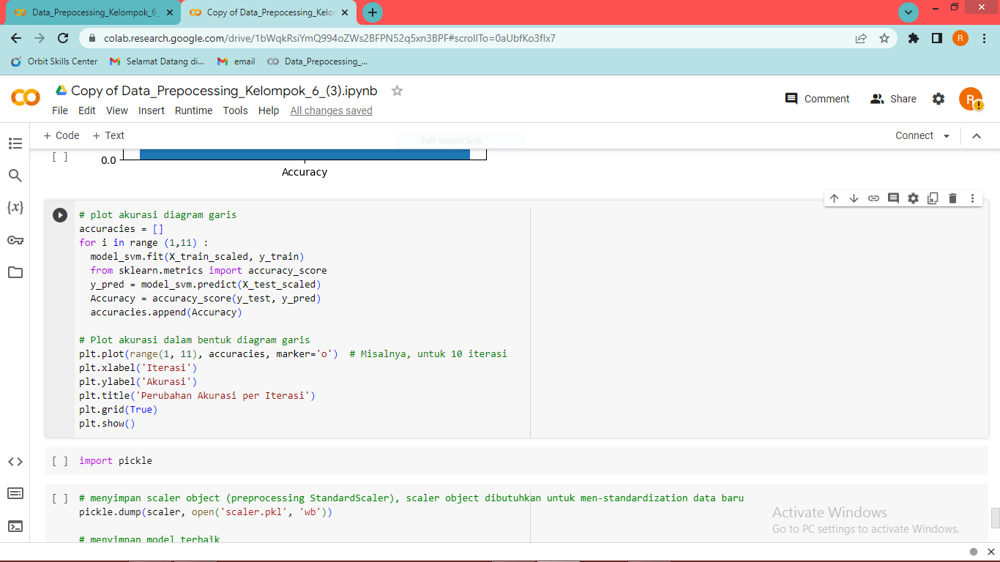 Data_Prepocessing_Kelompok_6_
Copy of Data_Prepocessing_Kelo
colab.research.google.com/drive/1bWqkRsiYmQ994oZWs2BFPN52q5xn3BPF#scrollTo=0aUbfKo3flx7
R
Orbit Skills Center
Selamat Datang di...
email
Data_Prepocessing_...
Copy of Data_Prepocessing_Kelompok_6_(3).ipynb
Comment
Share
R
File Edit View Insert Runtime Tools Help All changes saved
+ Code + Text
Full-screen Snip
Connect
[ ]
0.0
Accuracy
# plot akurasi diagram garis
accuracies = []
for i in range (1,11) :
  model_svm.fit(X_train_scaled, y_train)
  from sklearn.metrics import accuracy_score
  y_pred = model_svm.predict(X_test_scaled)
  Accuracy = accuracy_score(y_test, y_pred)
  accuracies.append(Accuracy)
# Plot akurasi dalam bentuk diagram garis
plt.plot(range(1, 11), accuracies, marker='o')  # Misalnya, untuk 10 iterasi
plt.xlabel('Iterasi')
plt.ylabel('Akurasi')
plt.title('Perubahan Akurasi per Iterasi')
plt.grid(True)
plt.show()
[ ] import pickle
[ ] # menyimpan scaler object (preprocessing StandardScaler), scaler object dibutuhkan untuk men-standardization data baru
pickle.dump(scaler, open('scaler.pkl', 'wb'))
# menyimpan model terbaik
Activate Windows
Go to PC settings to activate Windows.